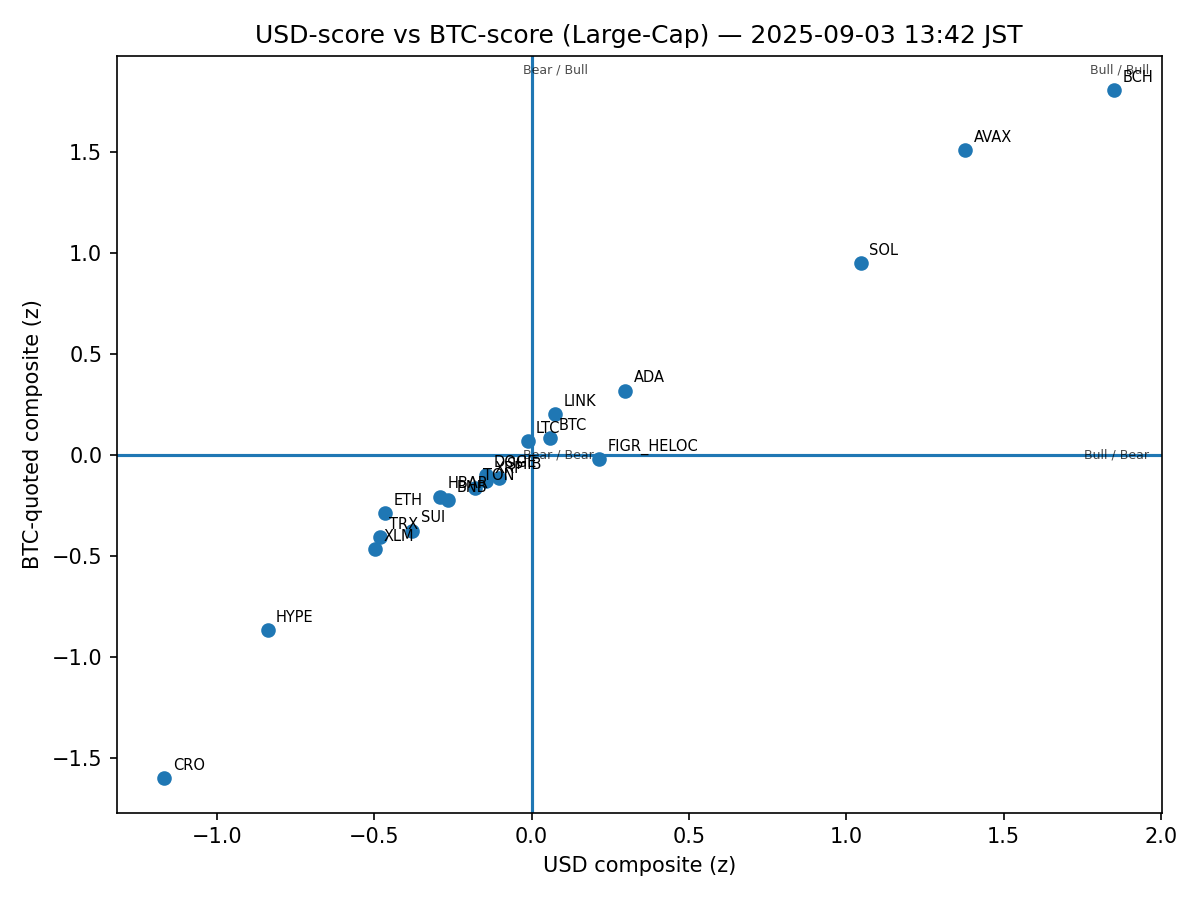 USD-score vs BTC-score (Large-Cap) — 2025-09-03 13:42 JST
Bear / Bull
Bull / Bull
BCH
AVAX
SOL
ADA
LINK
BTC
LTC
FIGR_HELOC
Bear / Bear
Bull / Bear
DOGE
SHIB
XRP
TON
HBAR
BNB
ETH
SUI
TRX
XLM
HYPE
CRO
1.5
1.0
0.5
0.0
−0.5
−1.0
−1.5
BTC-quoted composite (z)
−1.0
−0.5
0.0
0.5
1.0
1.5
2.0
USD composite (z)